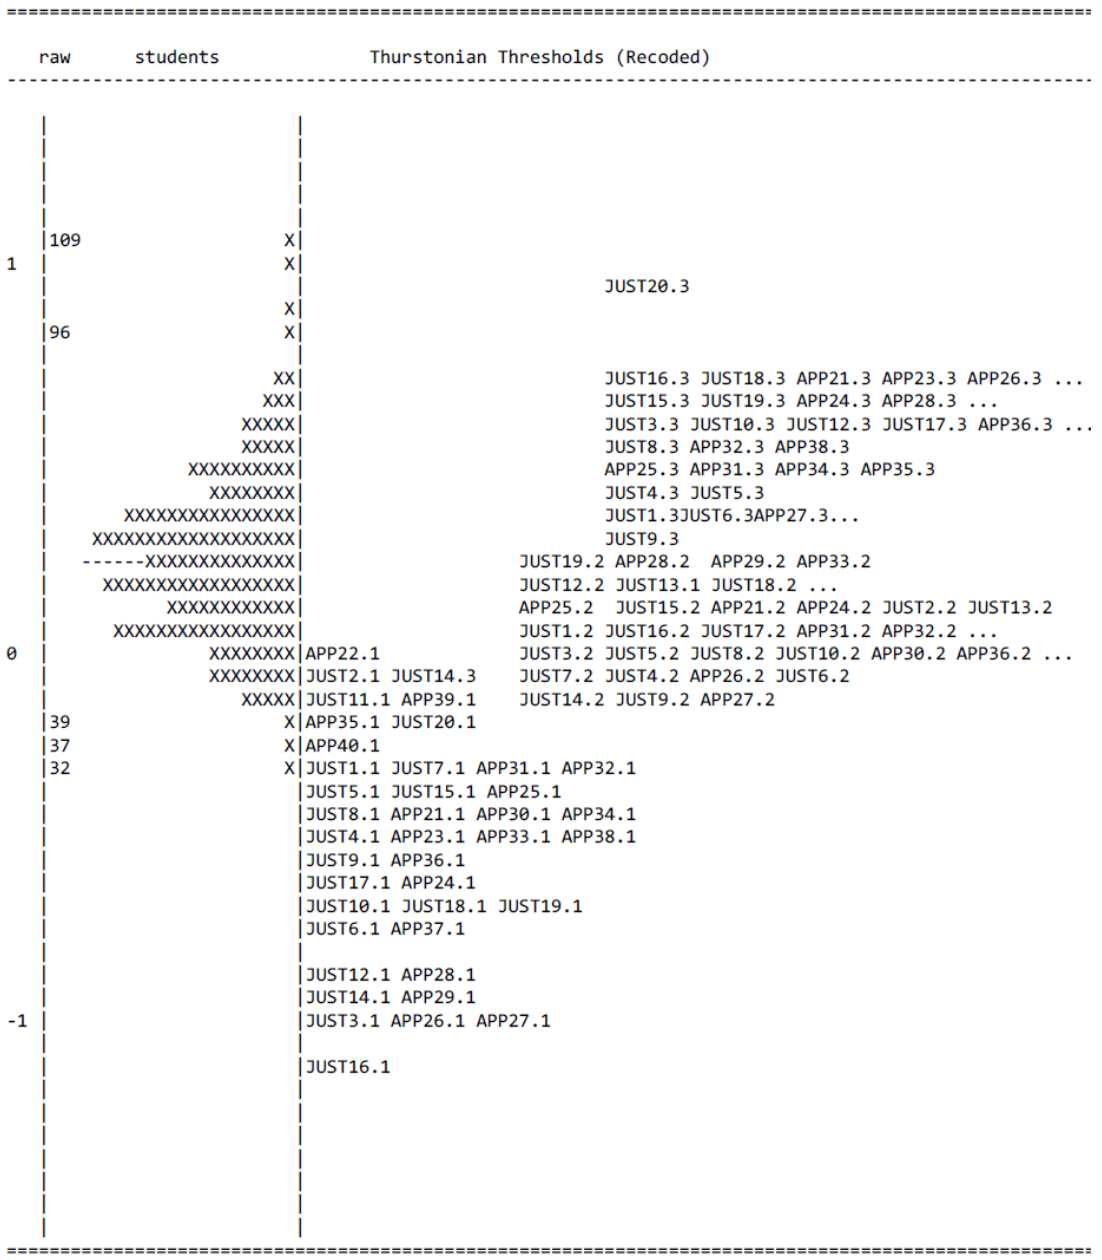 ====================================================================================================
raw students Thurstonian Thresholds (Recoded)
----------------------------------------------------------------------------------------------------
| |
| |
| |
| |
| |
|109 X|
1 | X|
| | JUST20.3
| X|
|96 X|
| |
| XX| JUST16.3 JUST18.3 APP21.3 APP23.3 APP26.3 ...
| XXX| JUST15.3 JUST19.3 APP24.3 APP28.3 ...
| XXXXX| JUST3.3 JUST10.3 JUST12.3 JUST17.3 APP36.3 ...
| XXXXX| JUST8.3 APP32.3 APP38.3
| XXXXXXXXXX| APP25.3 APP31.3 APP34.3 APP35.3
| XXXXXXXX| JUST4.3 JUST5.3
| XXXXXXXXXXXXXXXX| JUST1.3JUST6.3APP27.3...
| XXXXXXXXXXXXXXXXXXX| JUST9.3
| ------XXXXXXXXXXXXXX| JUST19.2 APP28.2 APP29.2 APP33.2
| XXXXXXXXXXXXXXXXXX| JUST12.2 JUST13.1 JUST18.2 ...
| XXXXXXXXXXXX| APP25.2 JUST15.2 APP21.2 APP24.2 JUST2.2 JUST13.2
| XXXXXXXXXXXXXXXXX| JUST1.2 JUST16.2 JUST17.2 APP31.2 APP32.2 ...
0 | XXXXXXXX|APP22.1 JUST3.2 JUST5.2 JUST8.2 JUST10.2 APP30.2 APP36.2 ...
| XXXXXXXX|JUST2.1 JUST14.3 JUST7.2 JUST4.2 APP26.2 JUST6.2
| XXXXX|JUST11.1 APP39.1 JUST14.2 JUST9.2 APP27.2
|39 X|APP35.1 JUST20.1
|37 X|APP40.1
|32 X|JUST1.1 JUST7.1 APP31.1 APP32.1
| |JUST5.1 JUST15.1 APP25.1
| |JUST8.1 APP21.1 APP30.1 APP34.1
| |JUST4.1 APP23.1 APP33.1 APP38.1
| |JUST9.1 APP36.1
| |JUST17.1 APP24.1
| |JUST10.1 JUST18.1 JUST19.1
| |JUST6.1 APP37.1
| |
| |JUST12.1 APP28.1
| |JUST14.1 APP29.1
-1 | |JUST3.1 APP26.1 APP27.1
| |
| |JUST16.1
| |
| |
| |
| |
| |
| |
| |
====================================================================================================